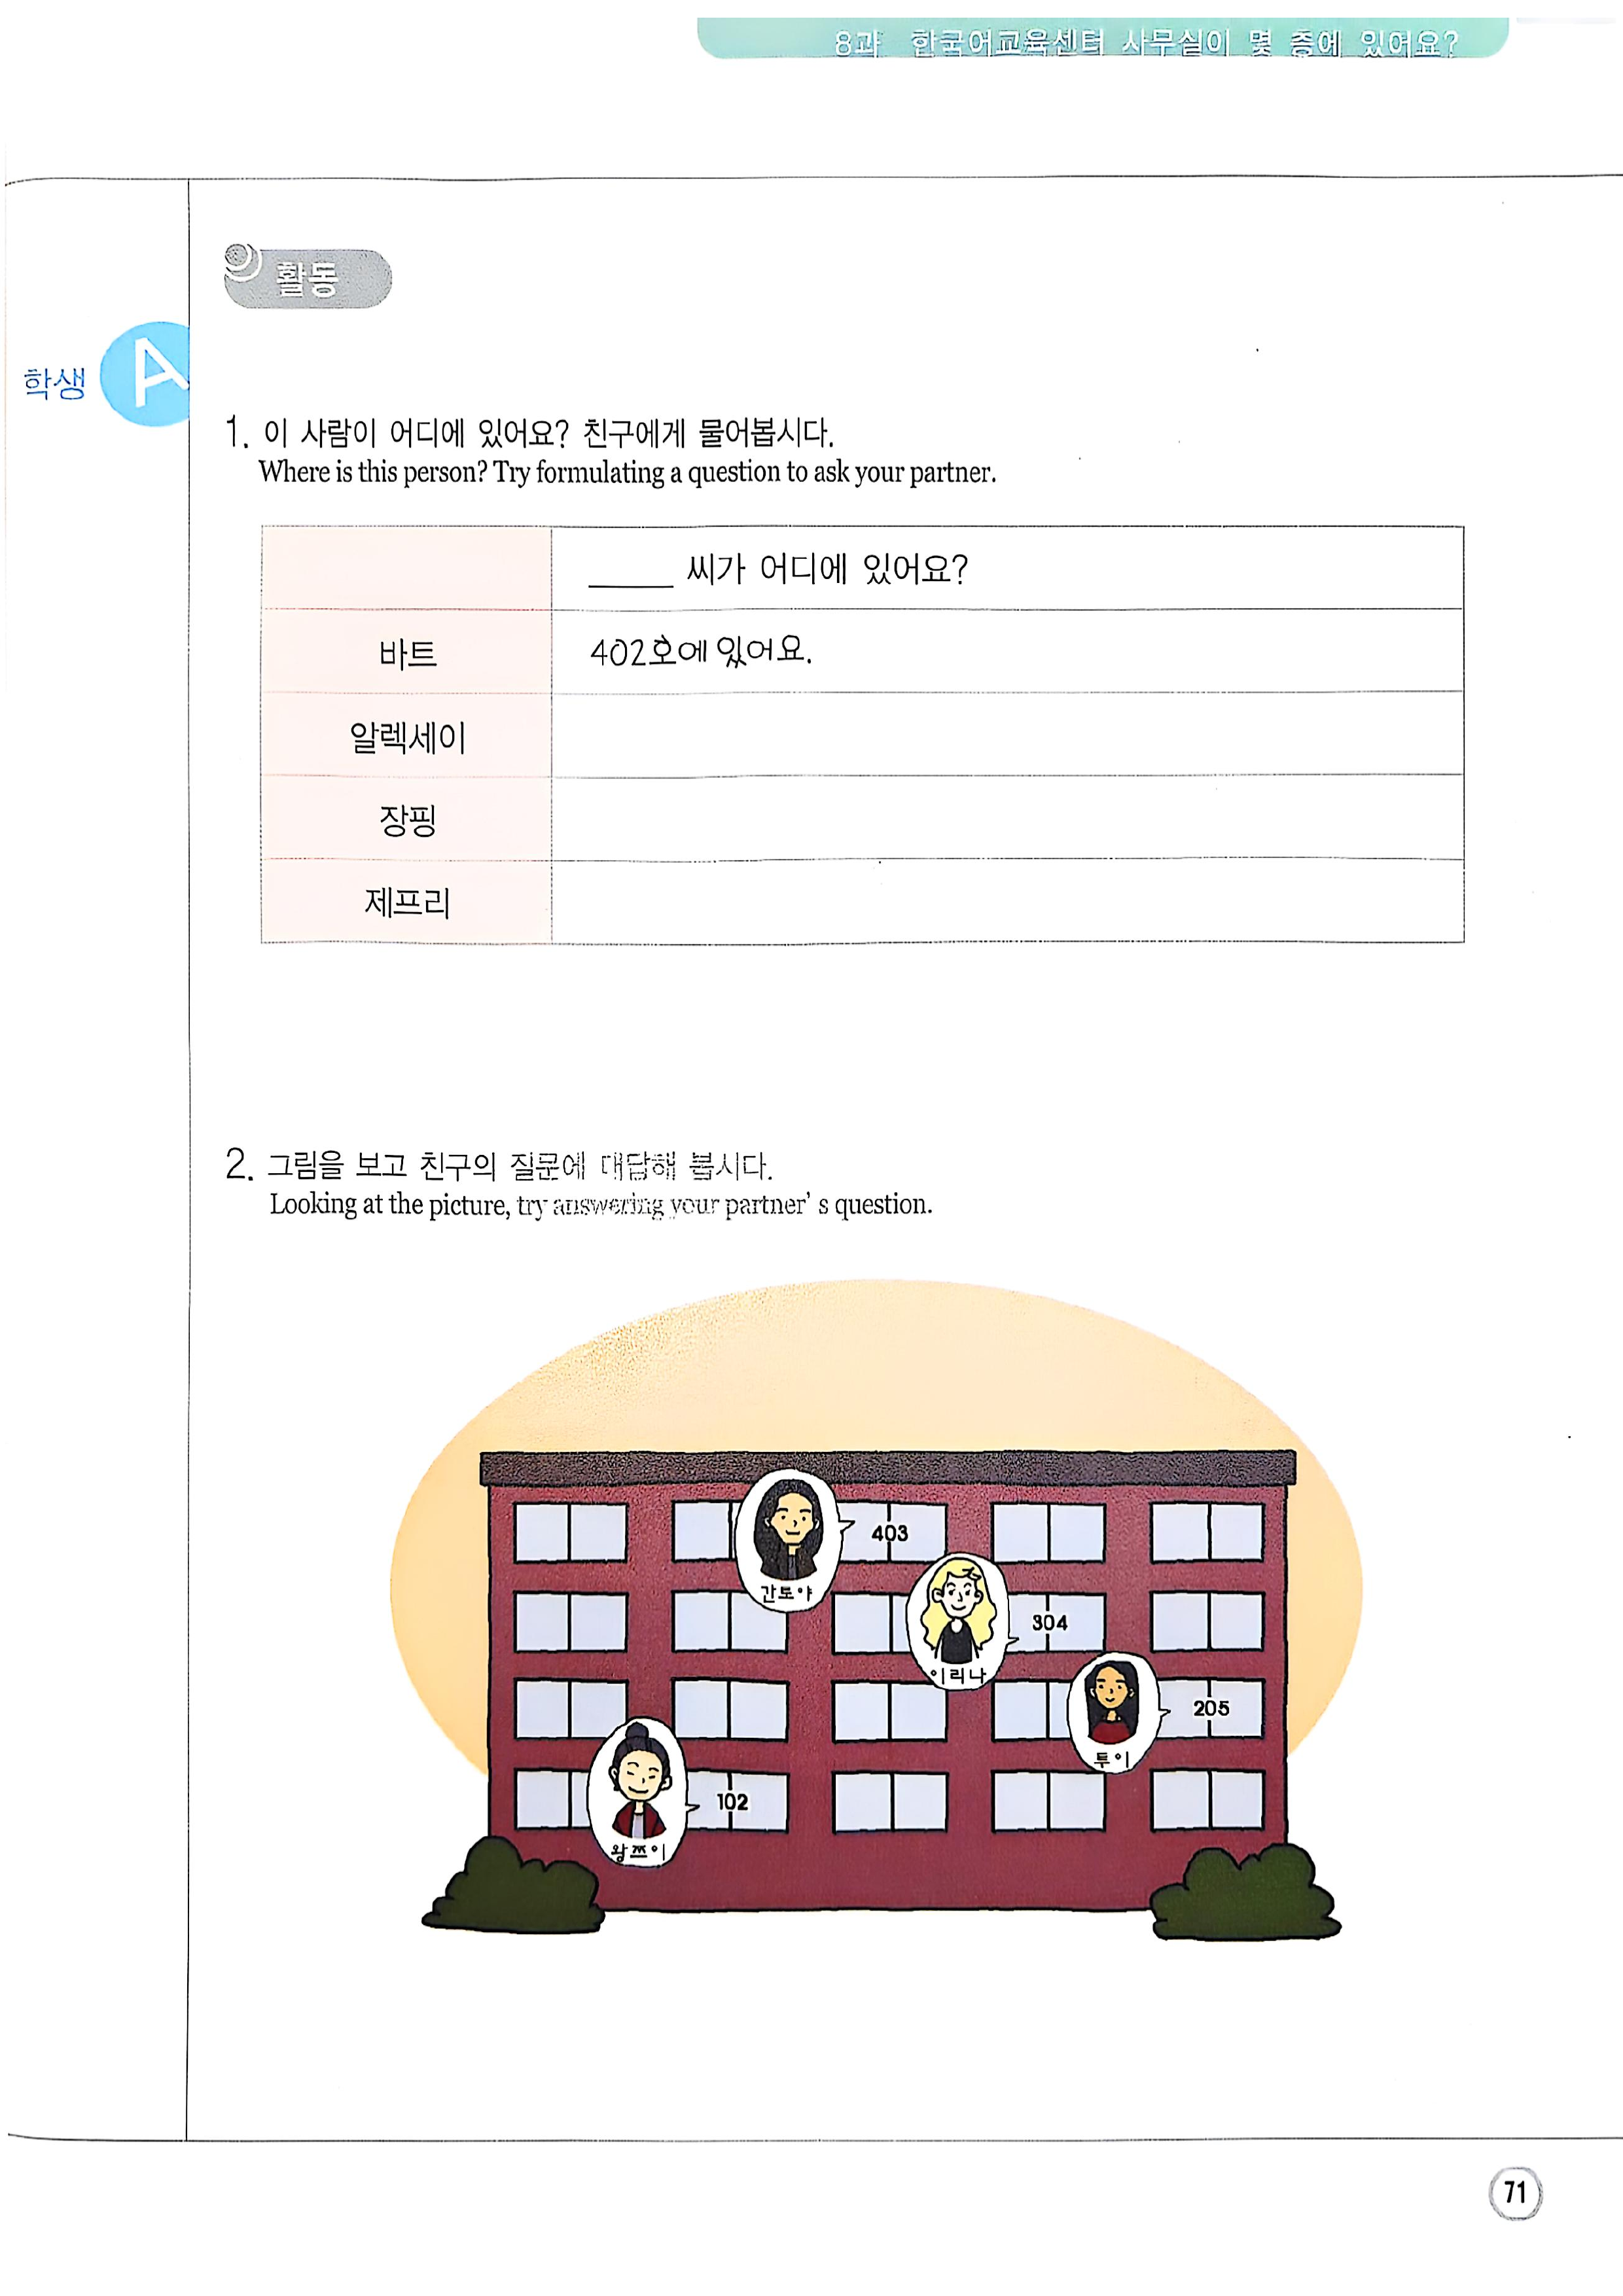 8과 한국어교육센터 사무실이 몇 층에 있어요?
활동
학생 A
1. 이 사람이 어디에 있어요? 친구에게 물어봅시다.
Where is this person? Try formulating a question to ask your partner.
_____ 씨가 어디에 있어요?
바트 402호에 있어요.
알렉세이
장핑
제프리
2. 그림을 보고 친구의 질문에 대답해 봅시다.
Looking at the picture, try answering your partner' s question.
403
간토야
304
이리나
205
투이
102
왕쯔이
71